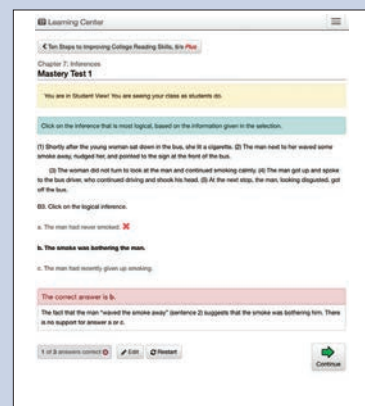 Learning Center
Ten Steps to Improving College Reading Skills, 6/e Plus
Chapter 7: Inferences
Mastery Test 1
You are in Student View! You are seeing your class as students do.
Click on the inference that is most logical, based on the information given in the selection.
(1) Shortly after the young woman sat down in the bus, she lit a cigarette. (2) The man next to her waved some
smoke away, nudged her, and pointed to the sign at the front of the bus.
(3) The woman did not turn to look at the man and continued smoking calmly. (4) The man got up and spoke
to the bus driver, who continued driving and shook his head. (5) At the next stop, the man, looking disgusted, got
off the bus.
B3. Click on the logical inference.
a. The man had never smoked.
b. The smoke was bothering the man.
c. The man had recently given up smoking.
The correct answer is b.
The fact that the man "waved the smoke away" (sentence 2) suggests that the smoke was bothering him. There
is no support for answer a or c.
1 of 3 answers correct
Edit
Restart
Continue